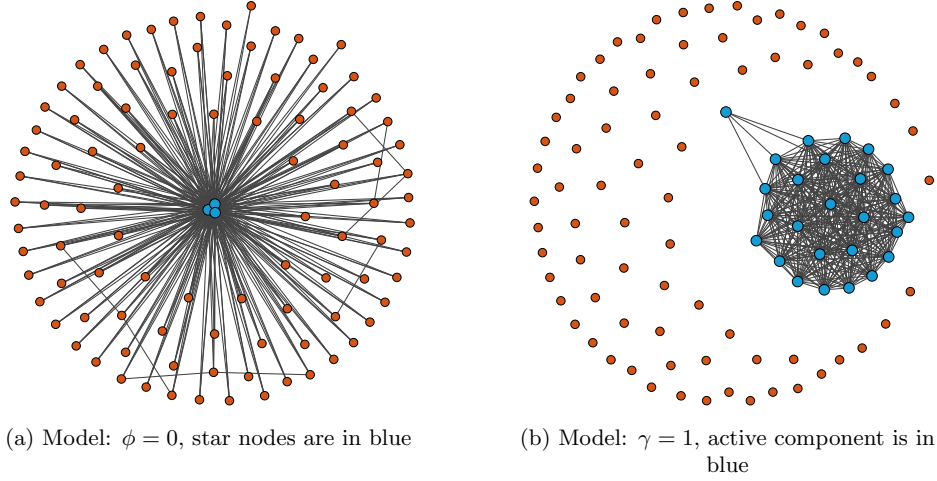 (a) Model: ϕ = 0, star nodes are in blue
(b) Model: γ = 1, active component is in
blue